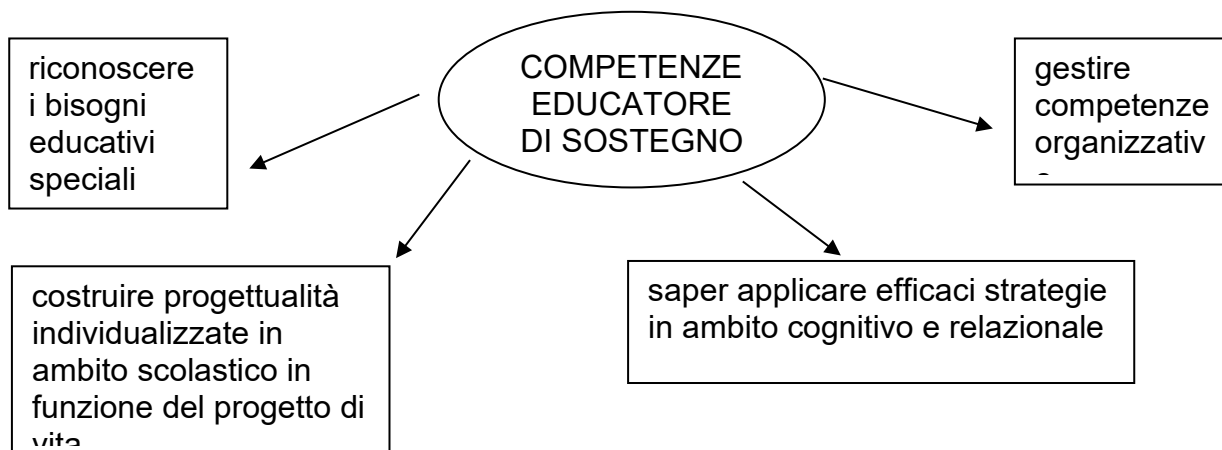 COMPETENZE
EDUCATORE
DI SOSTEGNO
riconoscere
i bisogni
educativi
speciali
gestire
competenze
organizzativ
costruire progettualità
individualizzate in
ambito scolastico in
funzione del progetto di
vita
saper applicare efficaci strategie
in ambito cognitivo e relazionale